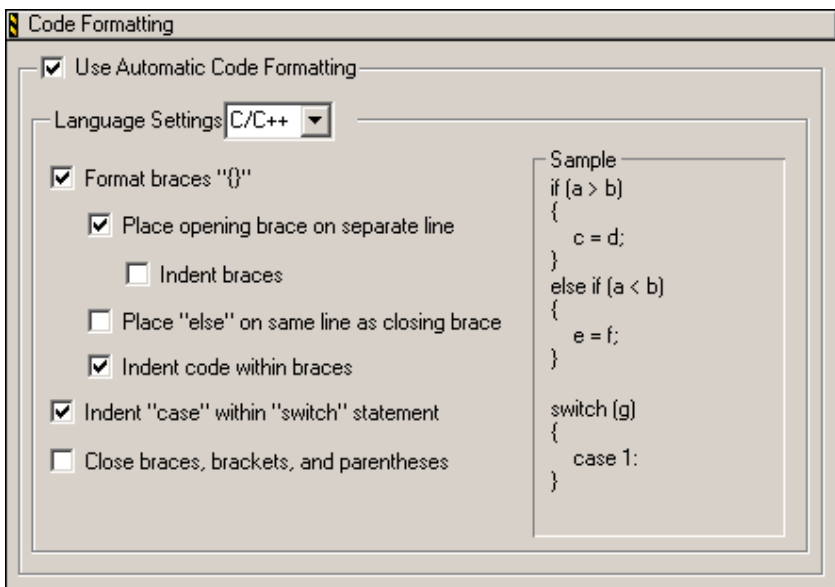 Code Formatting
Use Automatic Code Formatting
Language Settings C/C++
Format braces "{}"
Place opening brace on separate line
Indent braces
Place "else" on same line as closing brace
Indent code within braces
Indent "case" within "switch" statement
Close braces, brackets, and parentheses
Sample
if (a > b)
{
c = d;
}
else if (a < b)
{
e = f;
}
switch (g)
{
case 1:
}